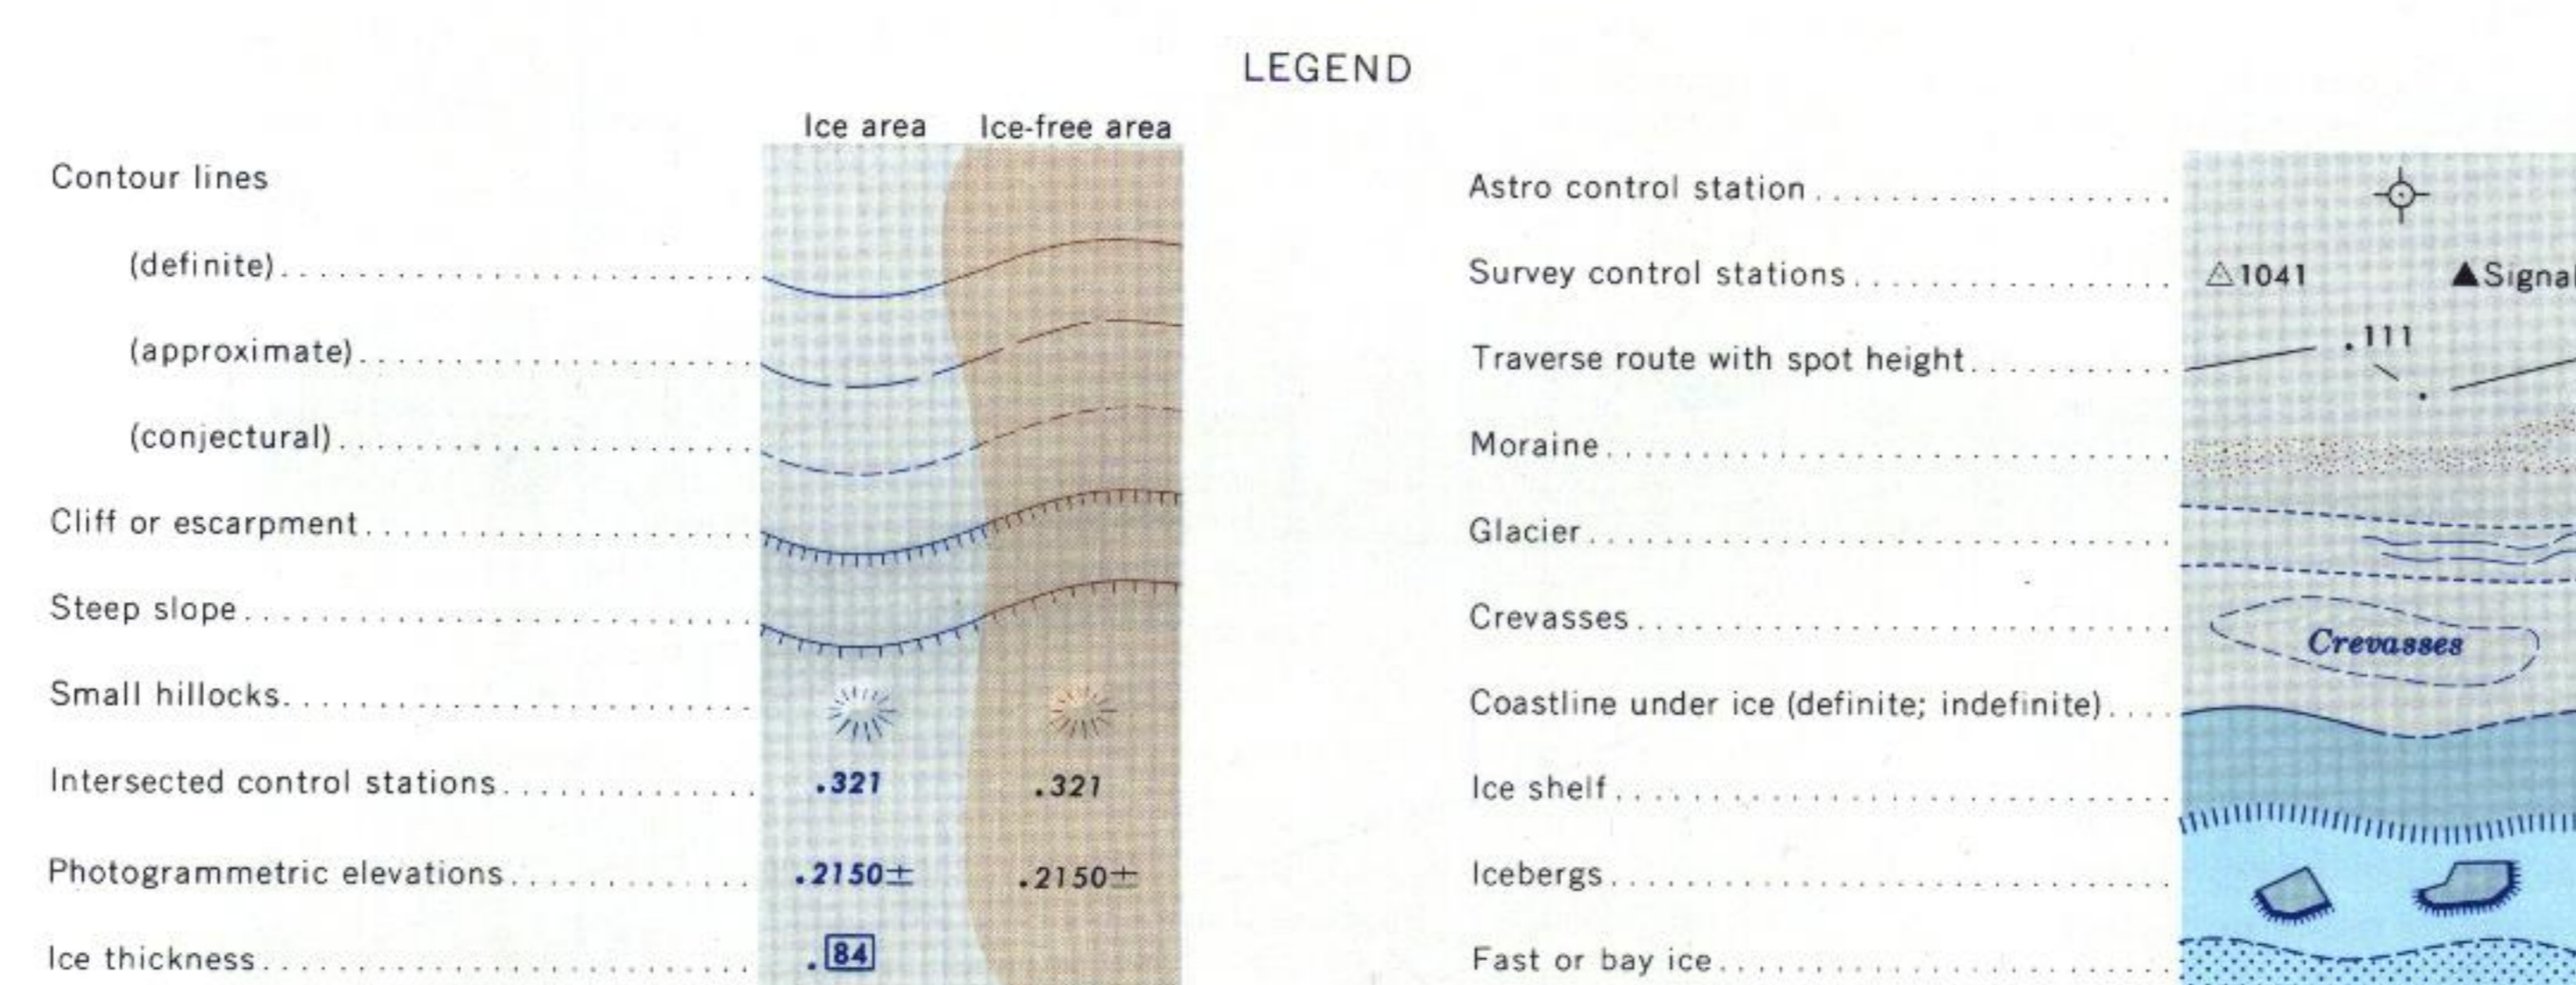 LEGEND
Ice area Ice-free area
Contour lines
(definite)
(approximate)
(conjectural)
Cliff or escarpment
Steep slope
Small hillocks
Intersected control stations .321 .321
Photogrammetric elevations .2150± .2150±
Ice thickness .84
Astro control station
Survey control stations 1041 Signal
Traverse route with spot height .111
Moraine
Glacier
Crevasses Crevasses
Coastline under ice (definite; indefinite)
Ice shelf
Icebergs
Fast or bay ice